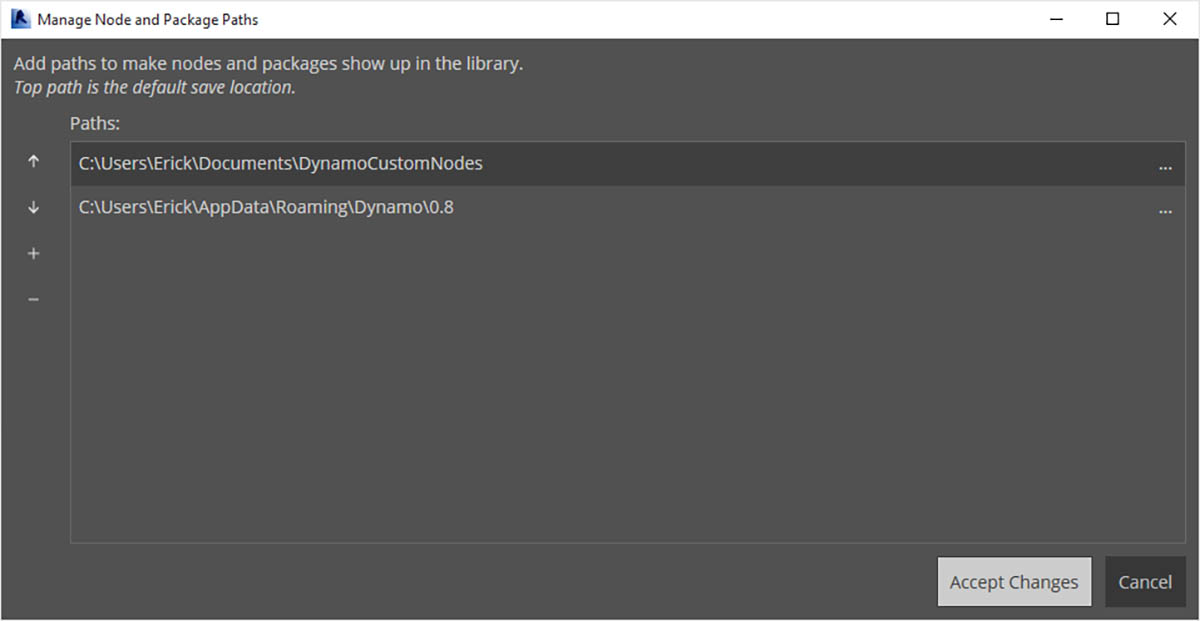 Manage Node and Package Paths
Add paths to make nodes and packages show up in the library.
Top path is the default save location.
Paths:
C:\Users\Erick\Documents\DynamoCustomNodes
...
C:\Users\Erick\AppData\Roaming\Dynamo\0.8
...
Accept Changes
Cancel